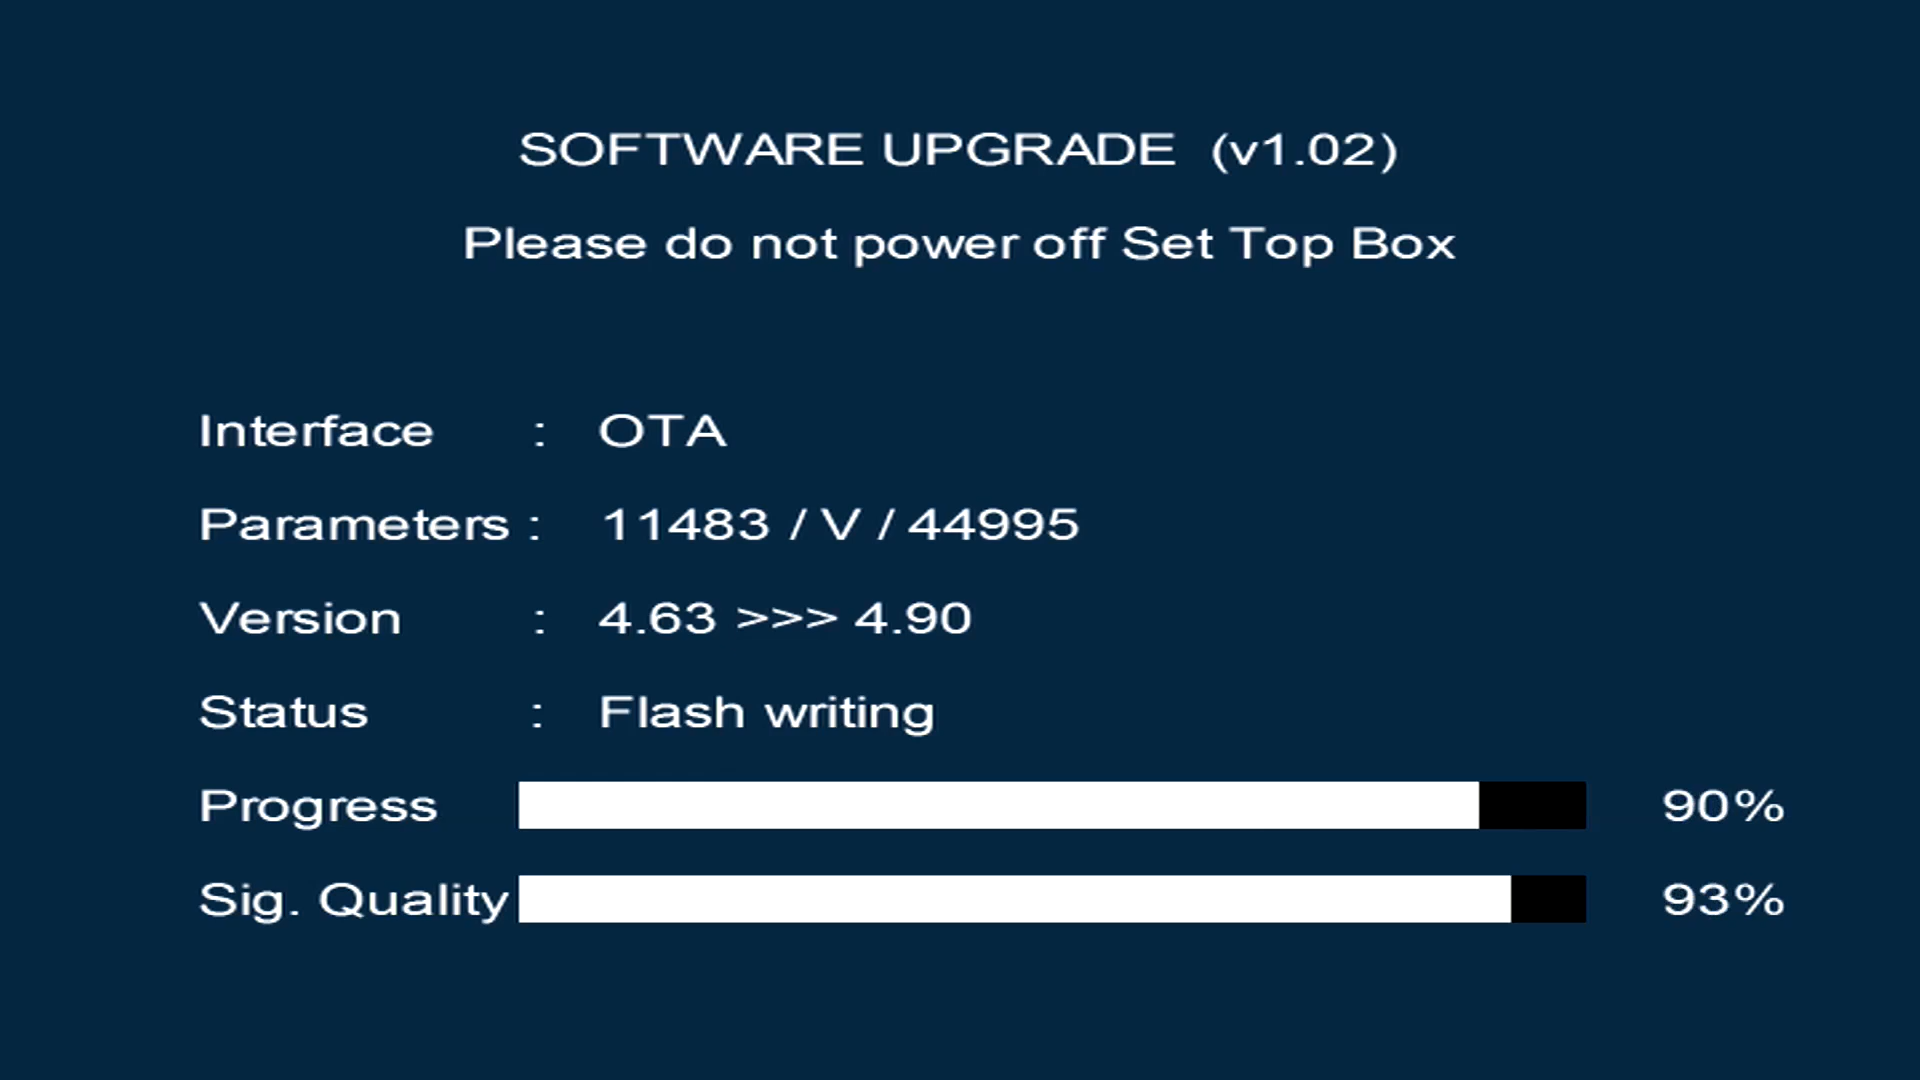 SOFTWARE UPGRADE (v1.02)
Please do not power off Set Top Box
Interface : OTA
Parameters : 11483 / V / 44995
Version : 4.63 >>> 4.90
Status : Flash writing
Progress 90%
Sig. Quality 93%